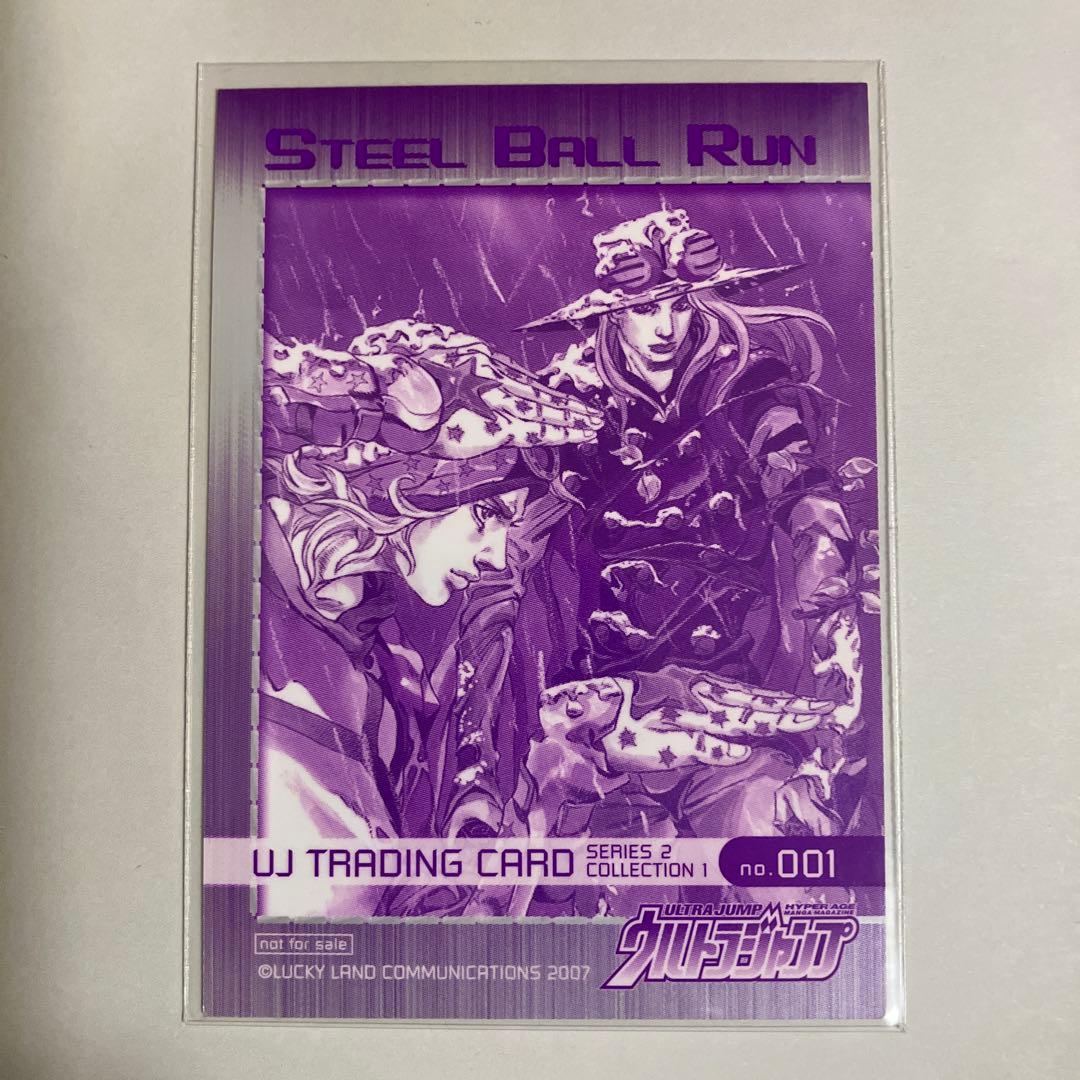 STEEL BALL RUN
UJ TRADING CARD
SERIES 2
COLLECTION 1
no.001
ULTRA JUMP
HYPER AGE
MANGA MAGAZINE
ウルトラジャンプ
not for sale
©LUCKY LAND COMMUNICATIONS 2007